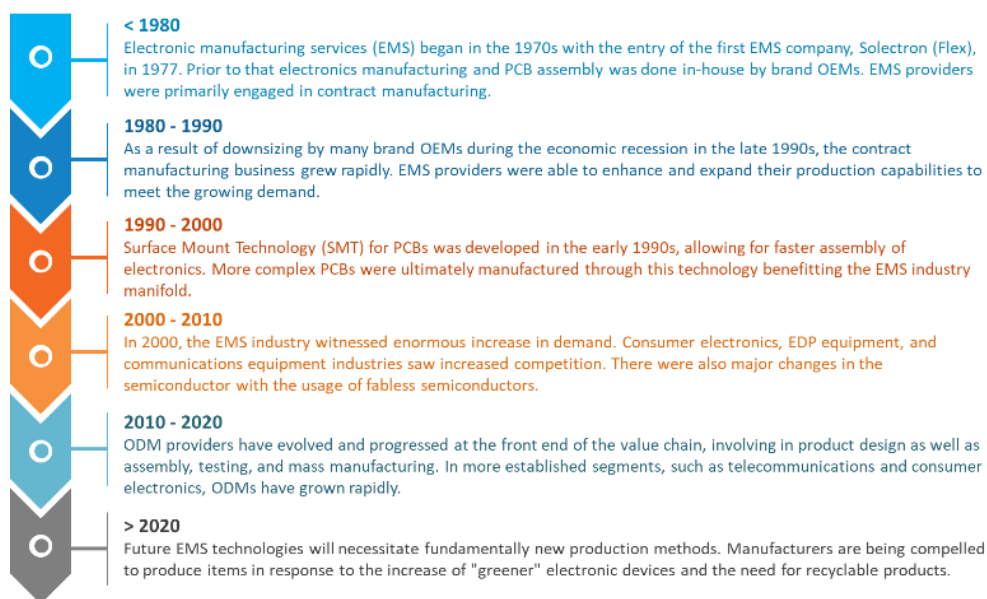 < 1980
Electronic manufacturing services (EMS) began in the 1970s with the entry of the first EMS company, Solectron (Flex),
in 1977. Prior to that electronics manufacturing and PCB assembly was done in-house by brand OEMs. EMS providers
were primarily engaged in contract manufacturing.
1980 - 1990
As a result of downsizing by many brand OEMs during the economic recession in the late 1990s, the contract
manufacturing business grew rapidly. EMS providers were able to enhance and expand their production capabilities to
meet the growing demand.
1990 - 2000
Surface Mount Technology (SMT) for PCBs was developed in the early 1990s, allowing for faster assembly of
electronics. More complex PCBs were ultimately manufactured through this technology benefitting the EMS industry
manifold.
2000 - 2010
In 2000, the EMS industry witnessed enormous increase in demand. Consumer electronics, EDP equipment, and
communications equipment industries saw increased competition. There were also major changes in the
semiconductor with the usage of fabless semiconductors.
2010 - 2020
ODM providers have evolved and progressed at the front end of the value chain, involving in product design as well as
assembly, testing, and mass manufacturing. In more established segments, such as telecommunications and consumer
electronics, ODMs have grown rapidly.
> 2020
Future EMS technologies will necessitate fundamentally new production methods. Manufacturers are being compelled
to produce items in response to the increase of "greener" electronic devices and the need for recyclable products.